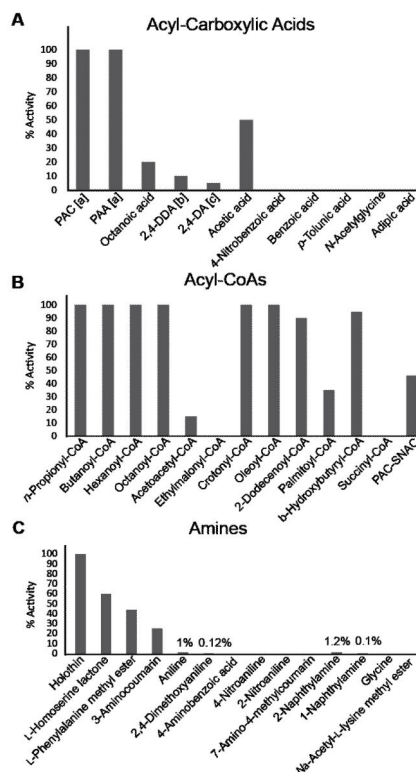 A
Acyl-Carboxylic Acids
% Activity
100
90
80
70
60
50
40
30
20
10
0
PAC [a]
PAA [a]
Octanoic acid
2,4-DDA [b]
2,4-DA [c]
Acetic acid
4-Nitrobenzoic acid
Benzoic acid
p-Tolunic acid
N-Acetylglycine
Adipic acid
B
Acyl-CoAs
% Activity
100
90
80
70
60
50
40
30
20
10
0
n-Propionyl-CoA
Butanoyl-CoA
Hexanoyl-CoA
Octanoyl-CoA
Acetoacetyl-CoA
Ethylmalonyl-CoA
Crotonyl-CoA
Oleoyl-CoA
2-Dodecenoyl-CoA
Palmitoyl-CoA
b-Hydroxybutyryl-CoA
Succinyl-CoA
PAC-SNAC
C
Amines
% Activity
100
90
80
70
60
50
40
30
20
10
0
1%
0.12%
1.2%
0.1%
Holothin
L-Homoserine lactone
L-Phenylalanine methyl ester
3-Aminocoumarin
Aniline
2,4-Dimethoxyaniline
4-Aminobenzoic acid
4-Nitroaniline
2-Nitroaniline
7-Amino-4-methylcoumarin
2-Naphthylamine
1-Naphthylamine
Glycine
Na-Acetyl-L-lysine methyl ester